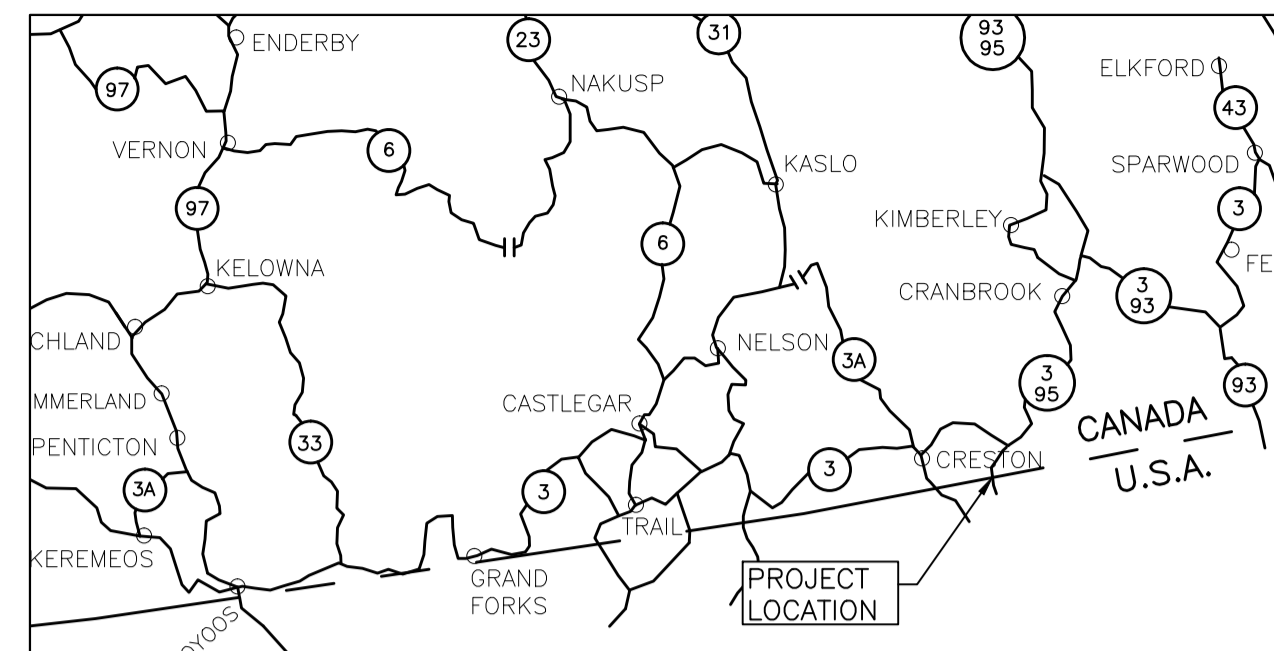 ENDERBY
23
31
93
95
ELKFORD
97
NAKUSP
43
VERNON
6
KASLO
SPARWOOD
97
3
KIMBERLEY
6
FE
KELOWNA
CRANBROOK
3
93
CHLAND
NELSON
3A
3
95
93
MMERLAND
CASTLEGAR
CANADA
PENTICTON
33
U.S.A.
3A
3
3
CRESTON
TRAIL
KEREMEOS
GRAND
FORKS
PROJECT
LOCATION
OYOOS